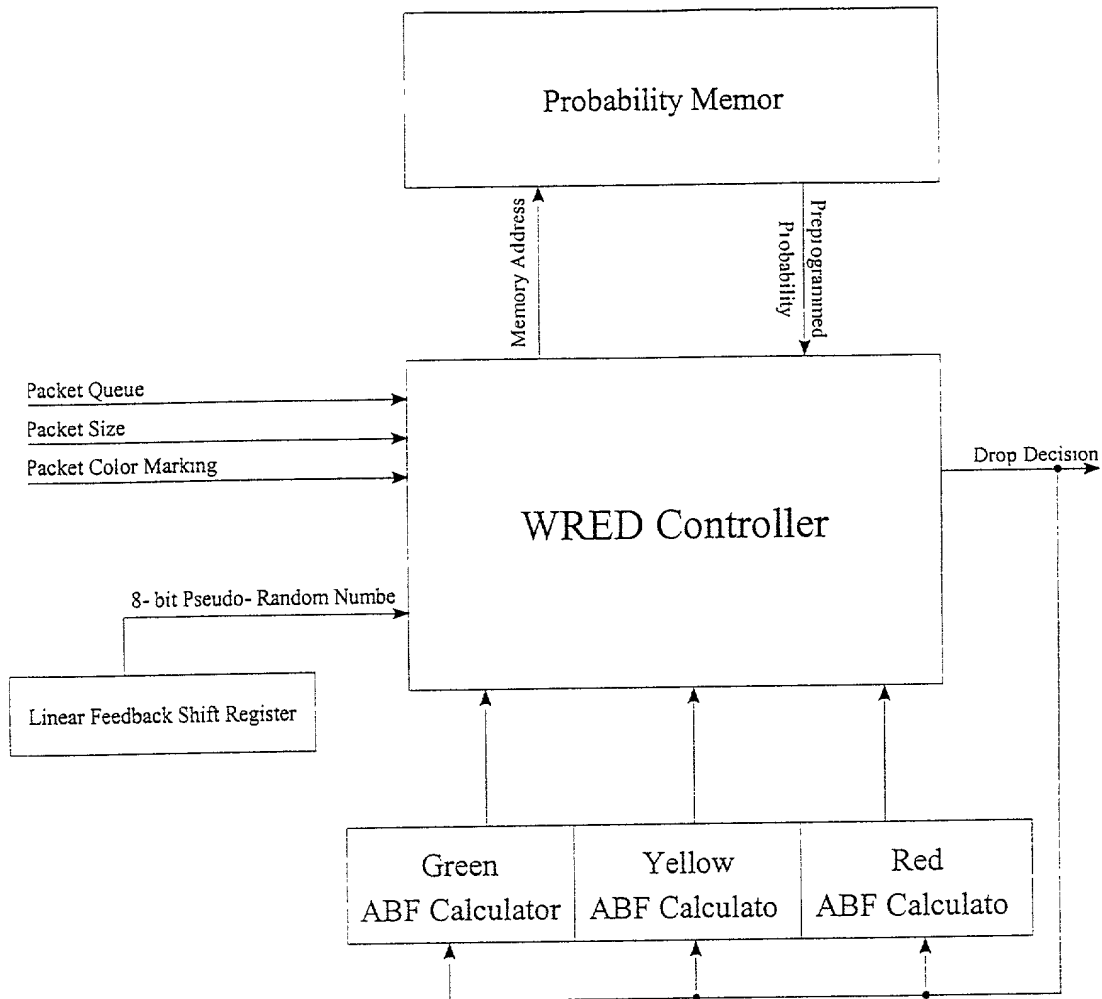 Probability Memor
Memory Address
Preprogrammed
Probability
Packet Queue
Packet Size
Packet Color Marking
Drop Decision
WRED Controller
8- bit Pseudo- Random Numbe
Linear Feedback Shift Register
Green
ABF Calculator
Yellow
ABF Calculato
Red
ABF Calculato